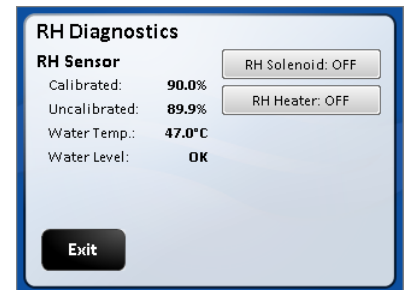 RH Diagnostics
RH Sensor
Calibrated: 90.0%
Uncalibrated: 89.9%
Water Temp.: 47.0°C
Water Level: OK
RH Solenoid: OFF
RH Heater: OFF
Exit